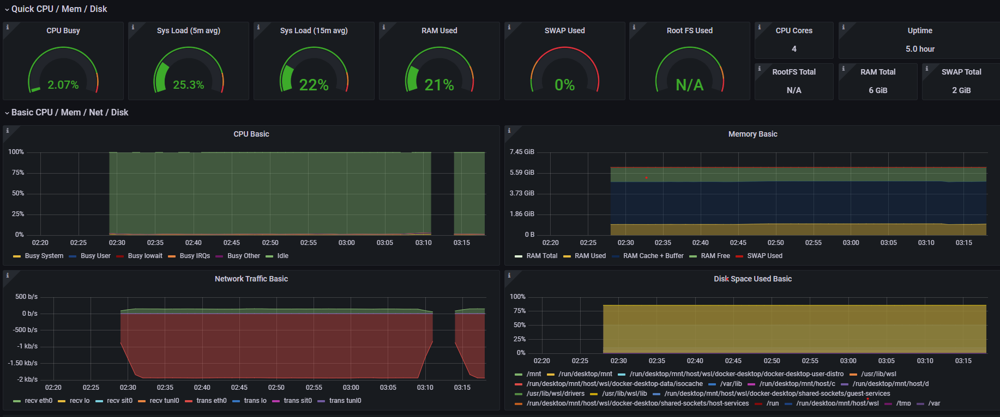 Quick CPU / Mem / Disk
CPU Busy
2.07%
Sys Load (5m avg)
25.3%
Sys Load (15m avg)
22%
RAM Used
21%
SWAP Used
0%
Root FS Used
N/A
CPU Cores
4
Uptime
5.0 hour
RootFS Total
N/A
RAM Total
6 GiB
SWAP Total
2 GiB
Basic CPU / Mem / Net / Disk
CPU Basic
100%
75%
50%
25%
0%
02:20 02:25 02:30 02:35 02:40 02:45 02:50 02:55 03:00 03:05 03:10 03:15
Busy System Busy User Busy Iowait Busy IRQs Busy Other Idle
Memory Basic
7.45 GiB
5.59 GiB
3.73 GiB
1.86 GiB
0 B
02:20 02:25 02:30 02:35 02:40 02:45 02:50 02:55 03:00 03:05 03:10 03:15
RAM Total RAM Used RAM Cache + Buffer RAM Free SWAP Used
Network Traffic Basic
500 b/s
0 b/s
-500 b/s
-1 kb/s
-1.50 kb/s
-2 kb/s
02:20 02:25 02:30 02:35 02:40 02:45 02:50 02:55 03:00 03:05 03:10 03:15
recv eth0 recv lo recv sit0 recv tunl0 trans eth0 trans lo trans sit0 trans tunl0
Disk Space Used Basic
100%
75%
50%
25%
0%
02:20 02:25 02:30 02:35 02:40 02:45 02:50 02:55 03:00 03:05 03:10 03:15
/mnt /run/desktop/mnt /run/desktop/mnt/host/wsl/docker-desktop/docker-desktop-user-distro /usr/lib/wsl
/run/desktop/mnt/host/wsl/docker-desktop-data/isocache /var/lib /run/desktop/mnt/host/c /run/desktop/mnt/host/d
/usr/lib/wsl/drivers /usr/lib/wsl/lib /run/desktop/mnt/host/wsl/docker-desktop/shared-sockets/guest-services
/run/desktop/mnt/host/wsl/docker-desktop/shared-sockets/host-services /run /run/desktop/mnt/host/wsl /tmp /var